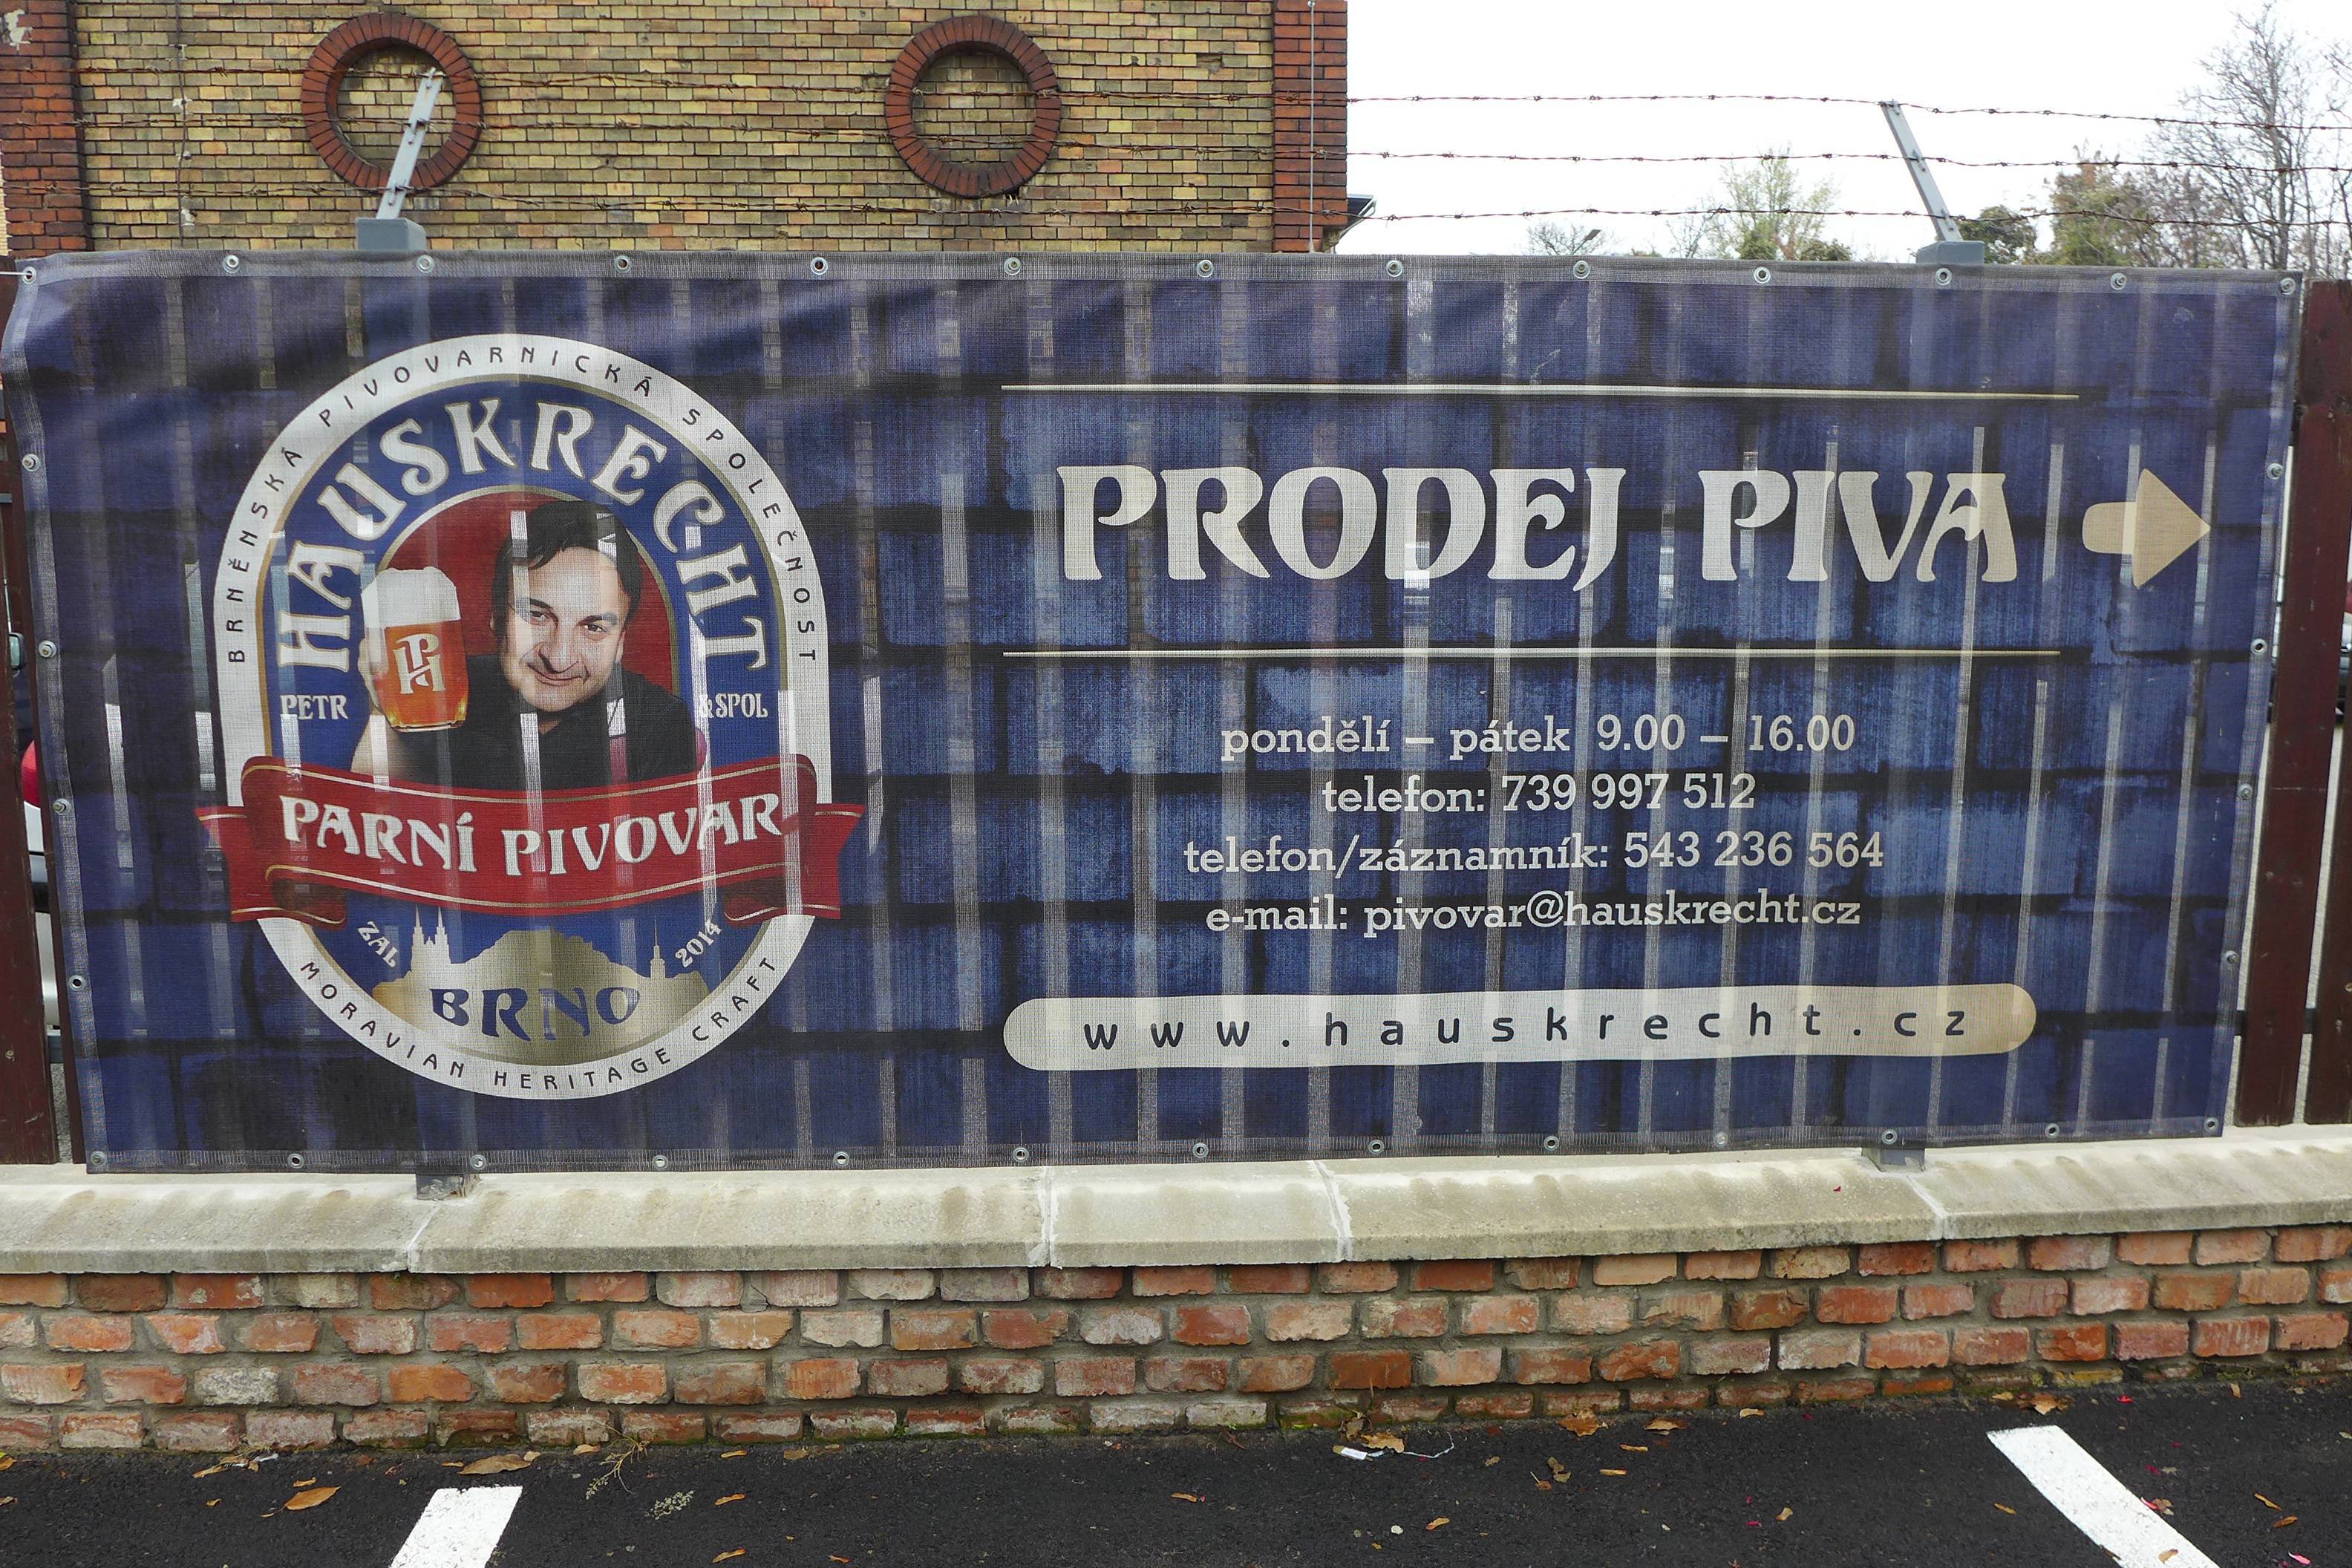 BRNĚNSKÁ PIVOVARNICKÁ SPOLEČNOST
HAUSKRECHT
PH
PETR
& SPOL
PARNÍ PIVOVAR
ZAL
2014
BRNO
MORAVIAN HERITAGE CRAFT
PRODEJ PIVA
pondělí – pátek 9.00 – 16.00
telefon: 739 997 512
telefon/záznamník: 543 236 564
e-mail: pivovar@hauskrecht.cz
www.hauskrecht.cz